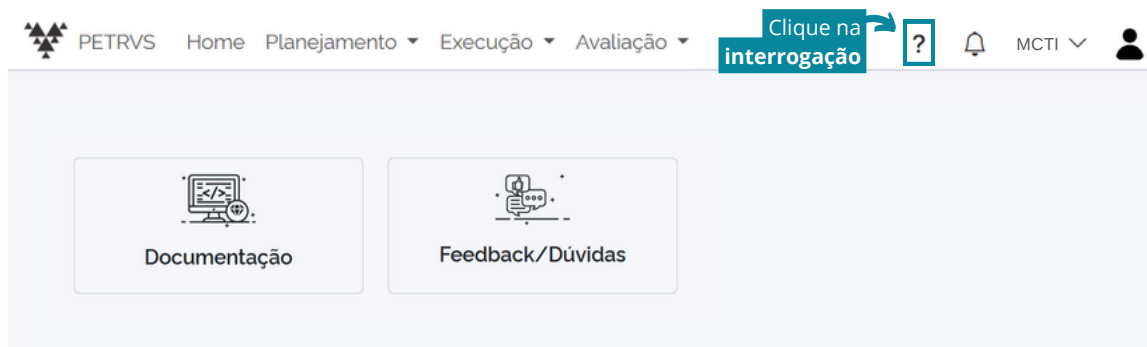 PETRVS Home Planejamento Execução Avaliação Clique na interrogação ? MCTI
</> 
Documentação
Feedback/Dúvidas